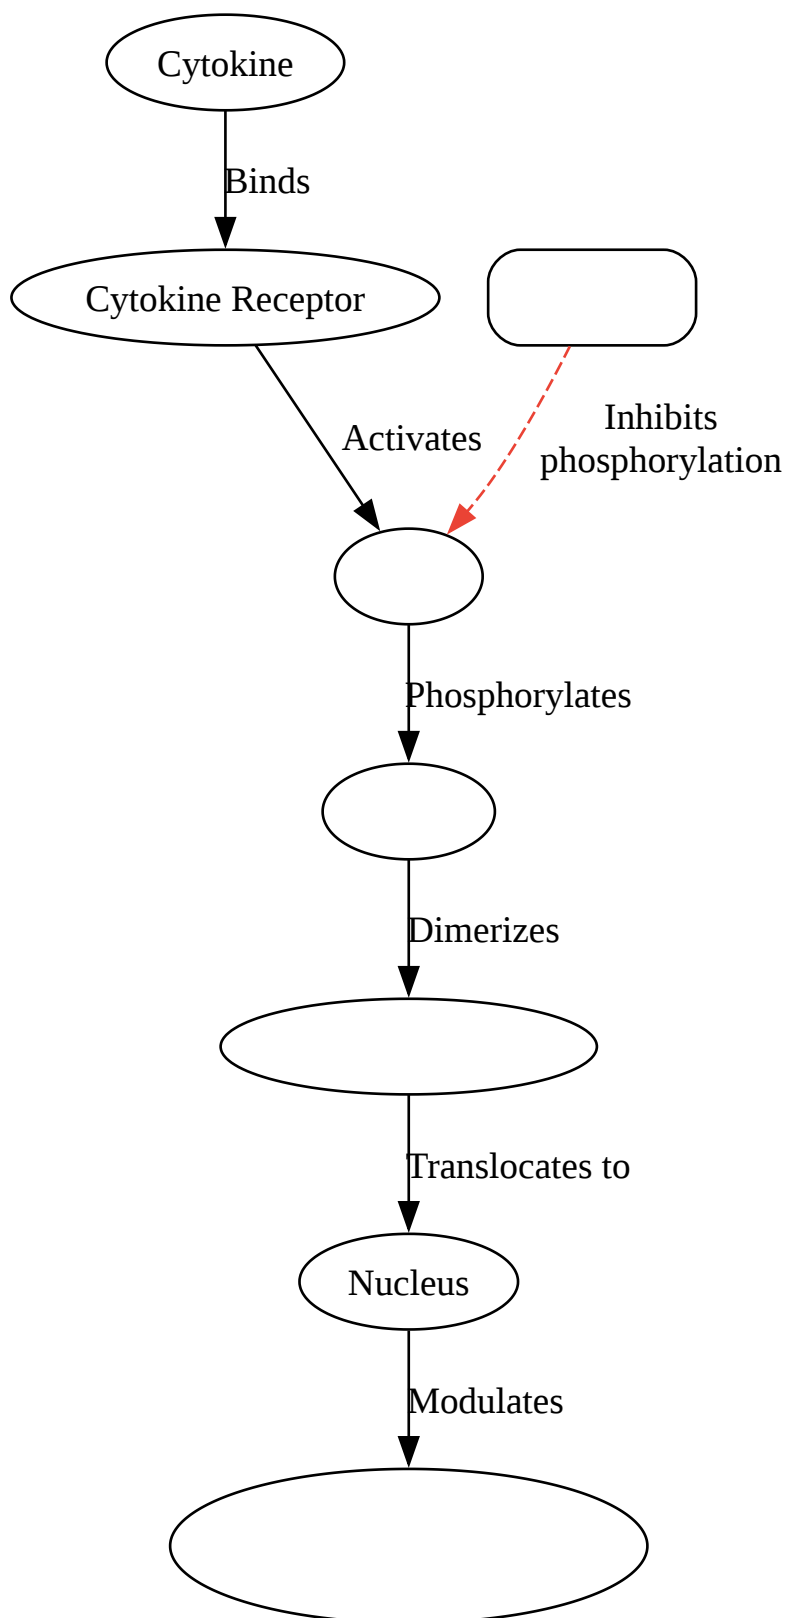 Cytokine
Binds
Cytokine Receptor
Activates
Inhibits
phosphorylation
Phosphorylates
Dimerizes
Translocates to
Nucleus
Modulates